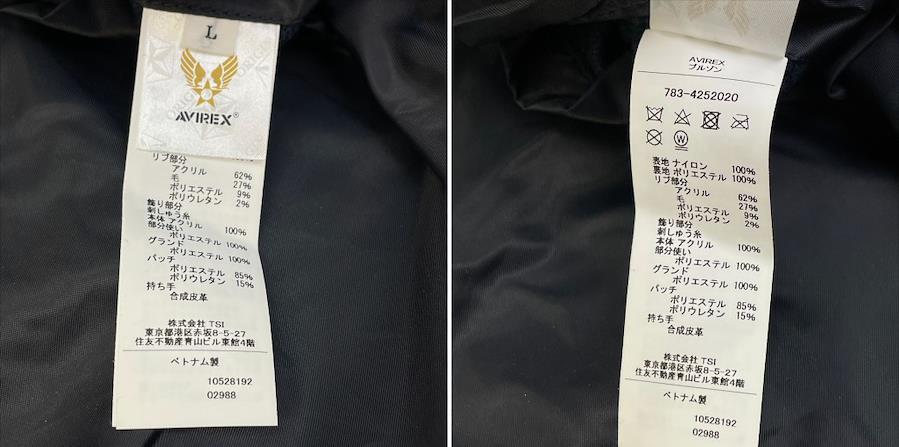 L
AVIREX®
リブ部分
アクリル 62%
毛 27%
ポリエステル 9%
ポリウレタン 2%
飾り部分
刺しゅう糸
本体 アクリル 100%
部分使い
ポリエステル 100%
グランド
ポリエステル 100%
パッチ
ポリエステル 85%
ポリウレタン 15%
持ち手
合成皮革
株式会社 TSI
東京都港区赤坂8-5-27
住友不動産青山ビル東館4階
ベトナム製
10528192
02988
AVIREX
ブルゾン
783-4252020
W
表地 ナイロン 100%
裏地 ポリエステル 100%
リブ部分
アクリル 62%
毛 27%
ポリエステル 9%
ポリウレタン 2%
飾り部分
刺しゅう糸
本体 アクリル 100%
部分使い
ポリエステル 100%
グランド
ポリエステル 100%
パッチ
ポリエステル 85%
ポリウレタン 15%
持ち手
合成皮革
株式会社 TSI
東京都港区赤坂8-5-27
住友不動産青山ビル東館4階
ベトナム製
10528192
02988